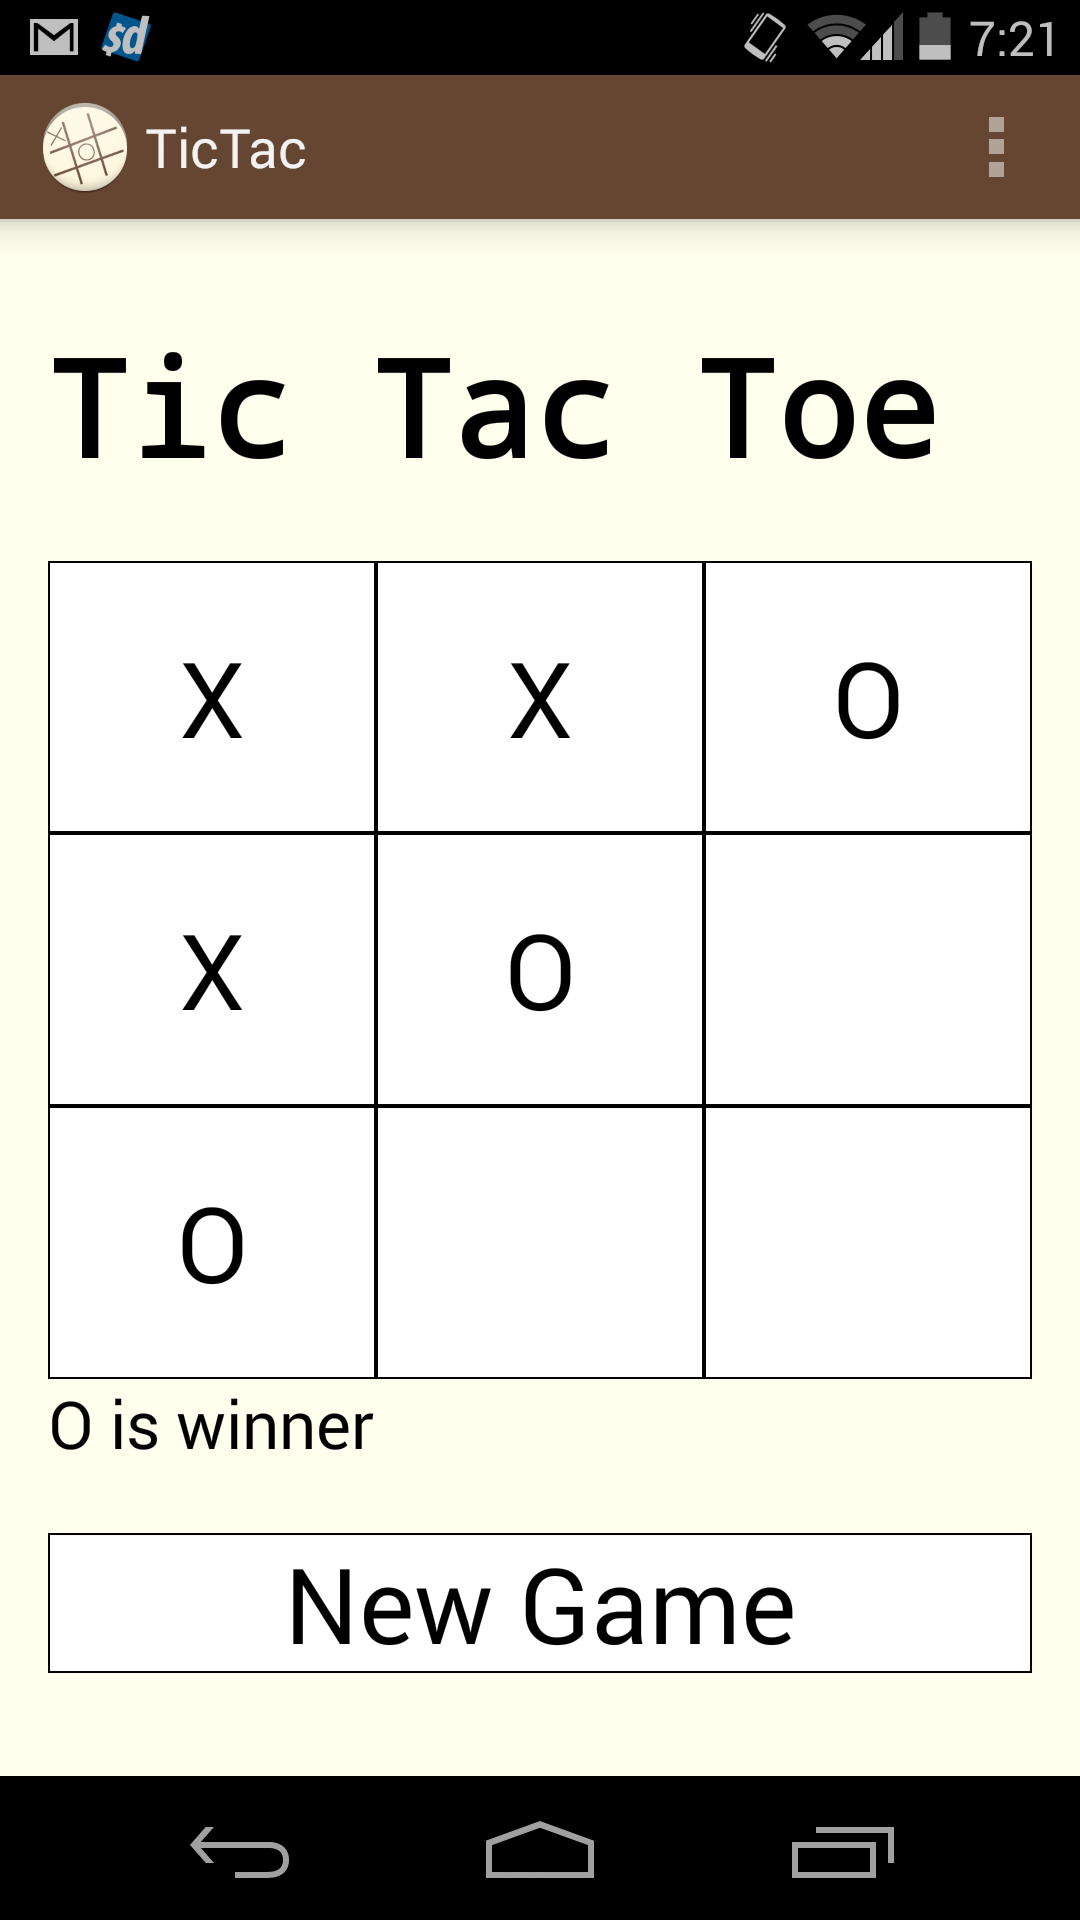 $d 7:21
TicTac
Tic Tac Toe
X X O
X O
O
O is winner
New Game